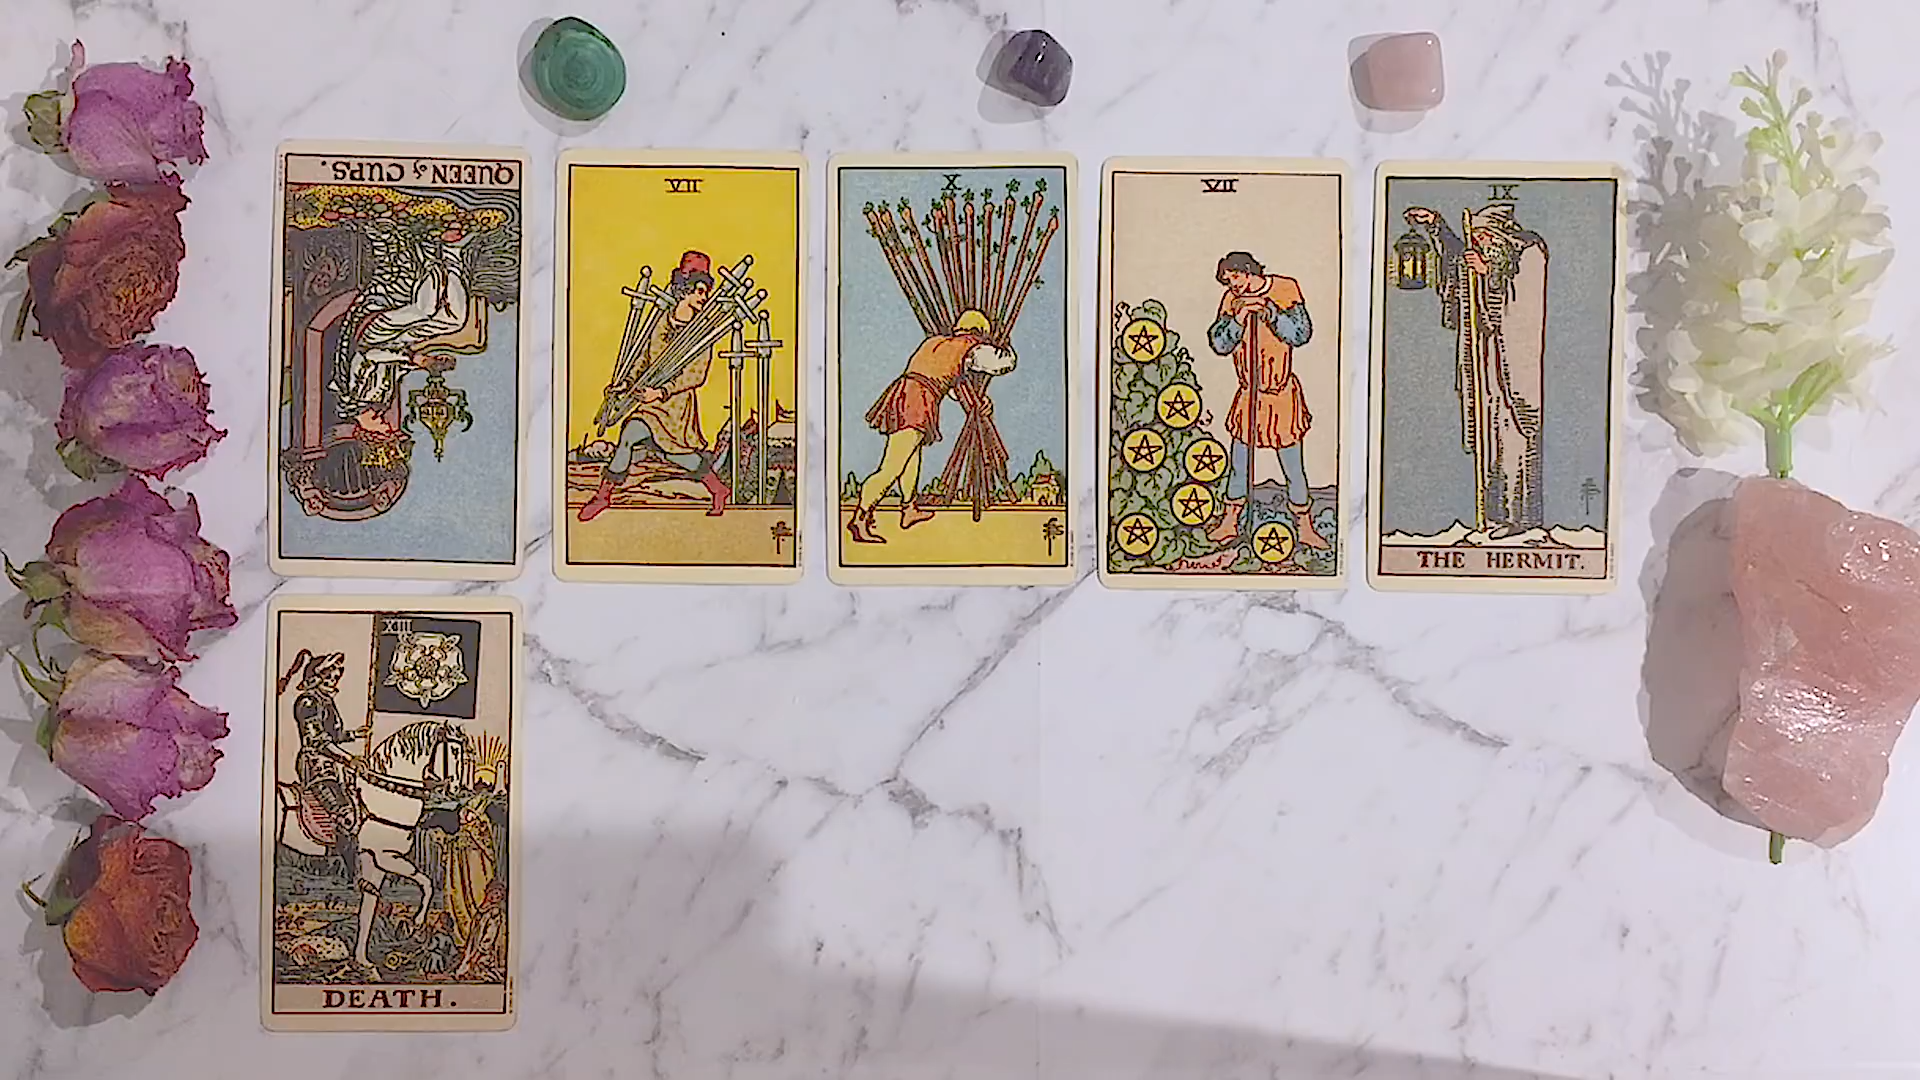 QUEEN of CUPS.
VII
X
VII
IX
THE HERMIT.
XIII
DEATH.